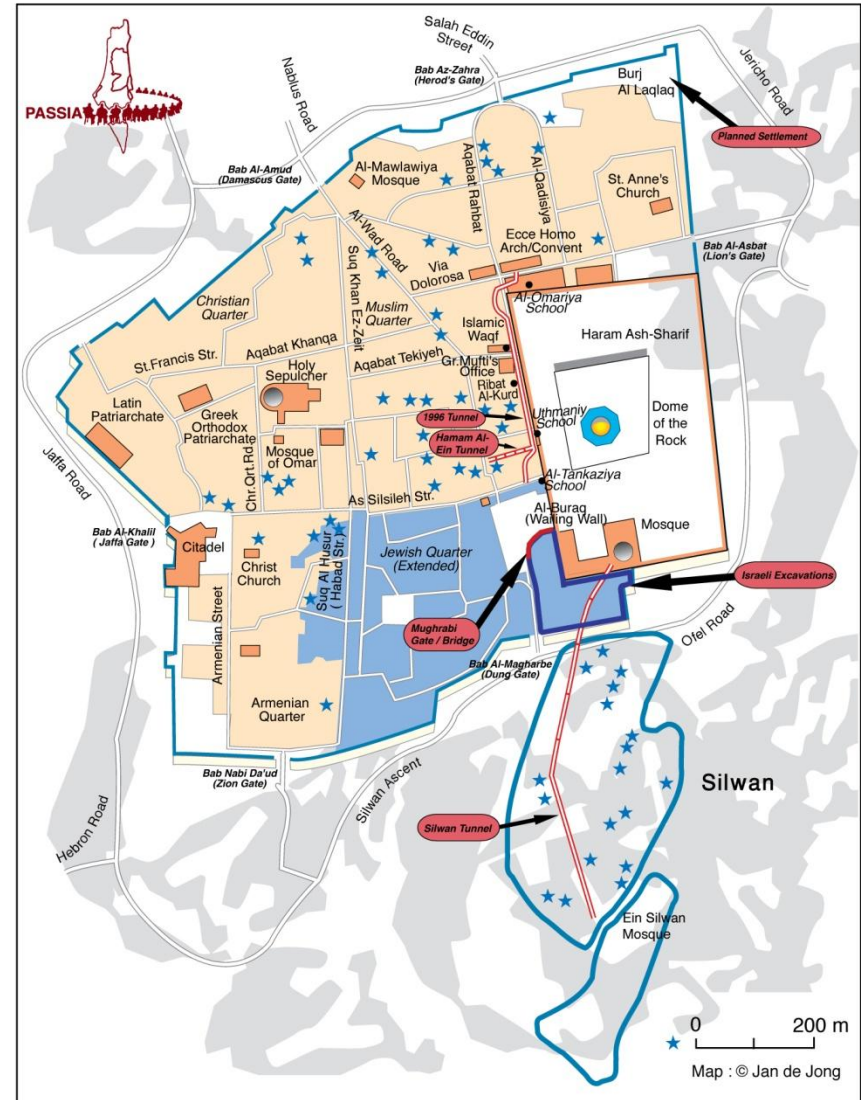 PASSIA
Salah Eddin
Street
Nablus Road
Bab Az-Zahra
(Herod's Gate)
Burj
Al Laqlaq
Jericho Road
Planned Settlement
Bab Al-Amud
(Damascus Gate)
Al-Mawlawiya
Mosque
Aqabat Rahbat
Al-Qadisiya
St. Anne's
Church
Al-Wad Road
Ecce Homo
Arch/Convent
Bab Al-Asbat
(Lion's Gate)
Via
Dolorosa
Suq Khan Ez-Zeit
Christian
Quarter
Muslim
Quarter
Al-Omariya
School
Islamic
Waqf
Haram Ash-Sharif
St.Francis Str.
Aqabat Khanqa
Aqabat Tekiyeh
Gr.Mufti's
Office
Holy
Sepulcher
Ribat
Al-Kurd
Latin
Patriarchate
Greek
Orthodox
Patriarchate
1996 Tunnel
Uthmaniy
School
Dome
of the
Rock
Hamam Al-
Ein Tunnel
Mosque
of Omar
Chr.Qrt.Rd
Jaffa Road
As Silsileh Str.
Al-Tankaziya
School
Al-Buraq
(Wailing Wall)
Mosque
Bab Al-Khalil
( Jaffa Gate )
Citadel
Christ
Church
Suq Al Husur
( Habad Str.)
Jewish Quarter
(Extended)
Israeli Excavations
Armenian Street
Mughrabi
Gate / Bridge
Ofel Road
Bab Al-Magharbe
(Dung Gate)
Armenian
Quarter
Bab Nabi Da'ud
(Zion Gate)
Silwan Ascent
Hebron Road
Silwan
Silwan Tunnel
Ein Silwan
Mosque
0 200 m
Map : © Jan de Jong